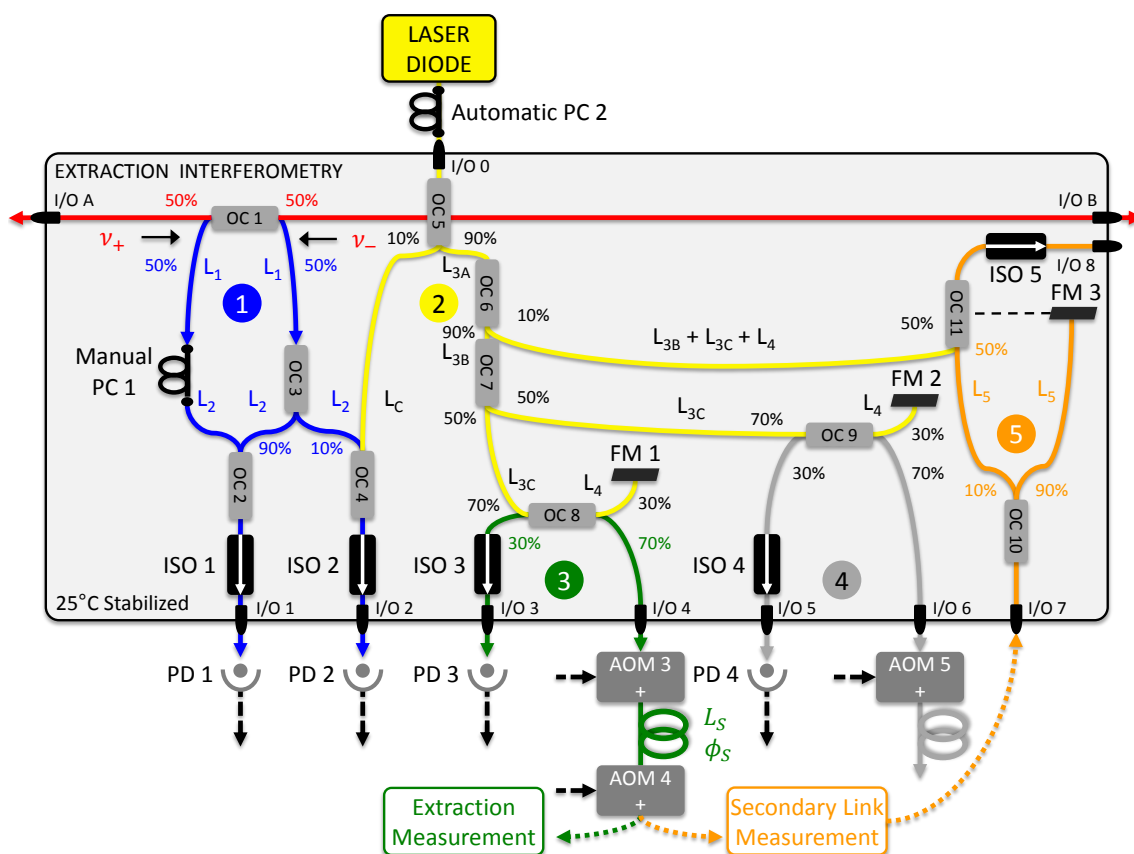 LASER
DIODE
Automatic PC 2
I/O 0
EXTRACTION INTERFEROMETRY
I/O A
50%
OC 1
50%
OC 5
I/O B
ν+
ν−
10%
90%
50%
L1
L1
50%
L3A
ISO 5
I/O 8
FM 3
1
2
OC 6
10%
OC 11
50%
50%
90%
L3B
L3B + L3C + L4
Manual
PC 1
OC 3
OC 7
FM 2
L2
L2
L2
LC
50%
50%
L3C
70%
L4
OC 9
30%
L5
L5
5
90%
10%
30%
70%
10%
90%
OC 2
OC 4
L3C
L4
FM 1
70%
OC 8
30%
30%
70%
OC 10
ISO 1
ISO 2
ISO 3
3
ISO 4
4
25°C Stabilized
I/O 1
I/O 2
I/O 3
I/O 4
I/O 5
I/O 6
I/O 7
PD 1
PD 2
PD 3
AOM 3
+
PD 4
AOM 5
+
LS
ϕS
AOM 4
+
Extraction
Measurement
Secondary Link
Measurement